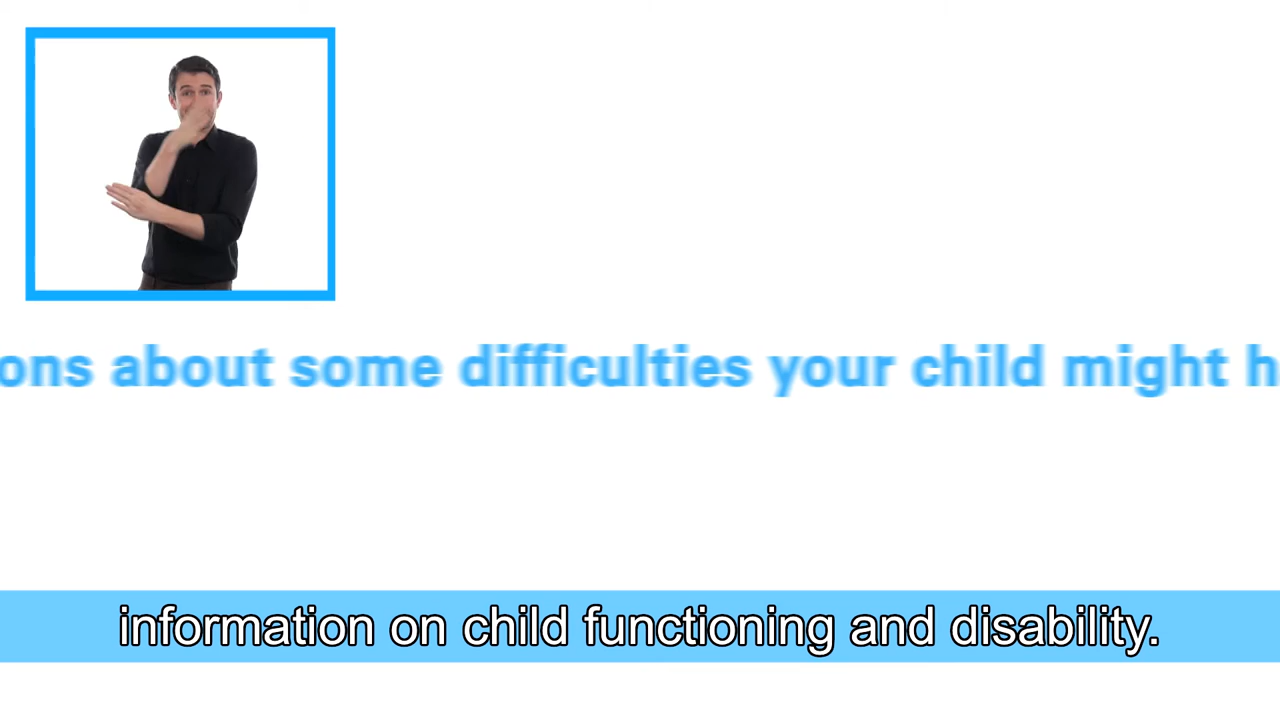 ons about some difficulties your child might h
information on child functioning and disability.